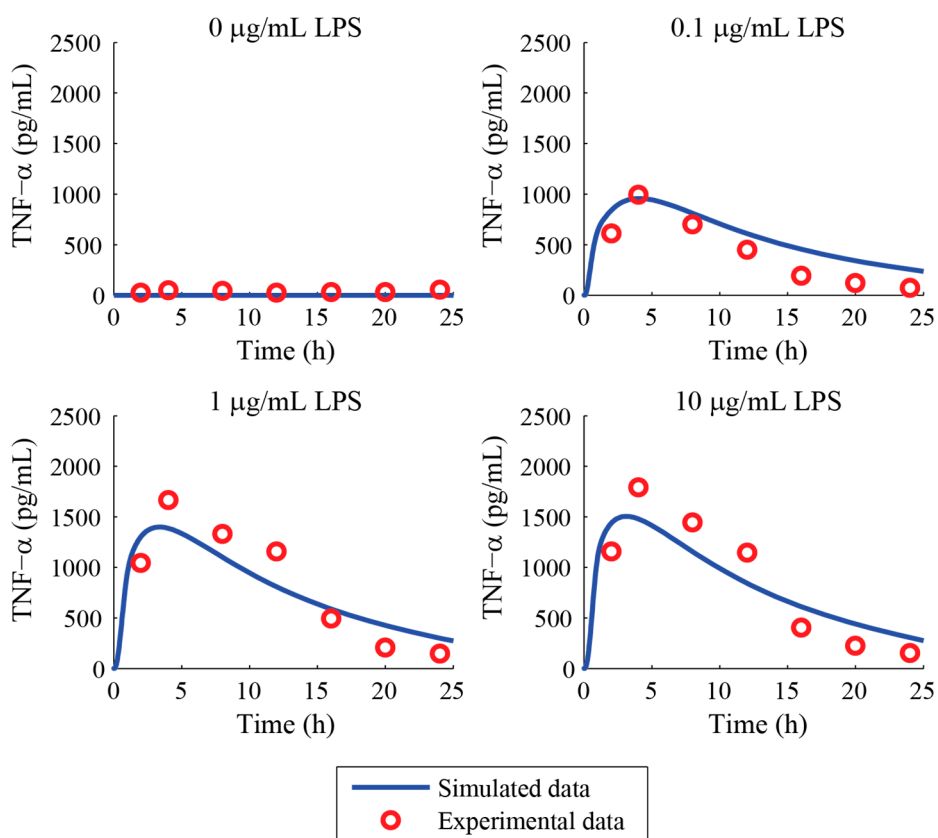 0 μg/mL LPS
TNF−α (pg/mL)
2500
2000
1500
1000
500
0
0 5 10 15 20 25
Time (h)
0.1 μg/mL LPS
TNF−α (pg/mL)
2500
2000
1500
1000
500
0
0 5 10 15 20 25
Time (h)
1 μg/mL LPS
TNF−α (pg/mL)
2500
2000
1500
1000
500
0
0 5 10 15 20 25
Time (h)
10 μg/mL LPS
TNF−α (pg/mL)
2500
2000
1500
1000
500
0
0 5 10 15 20 25
Time (h)
Simulated data
Experimental data